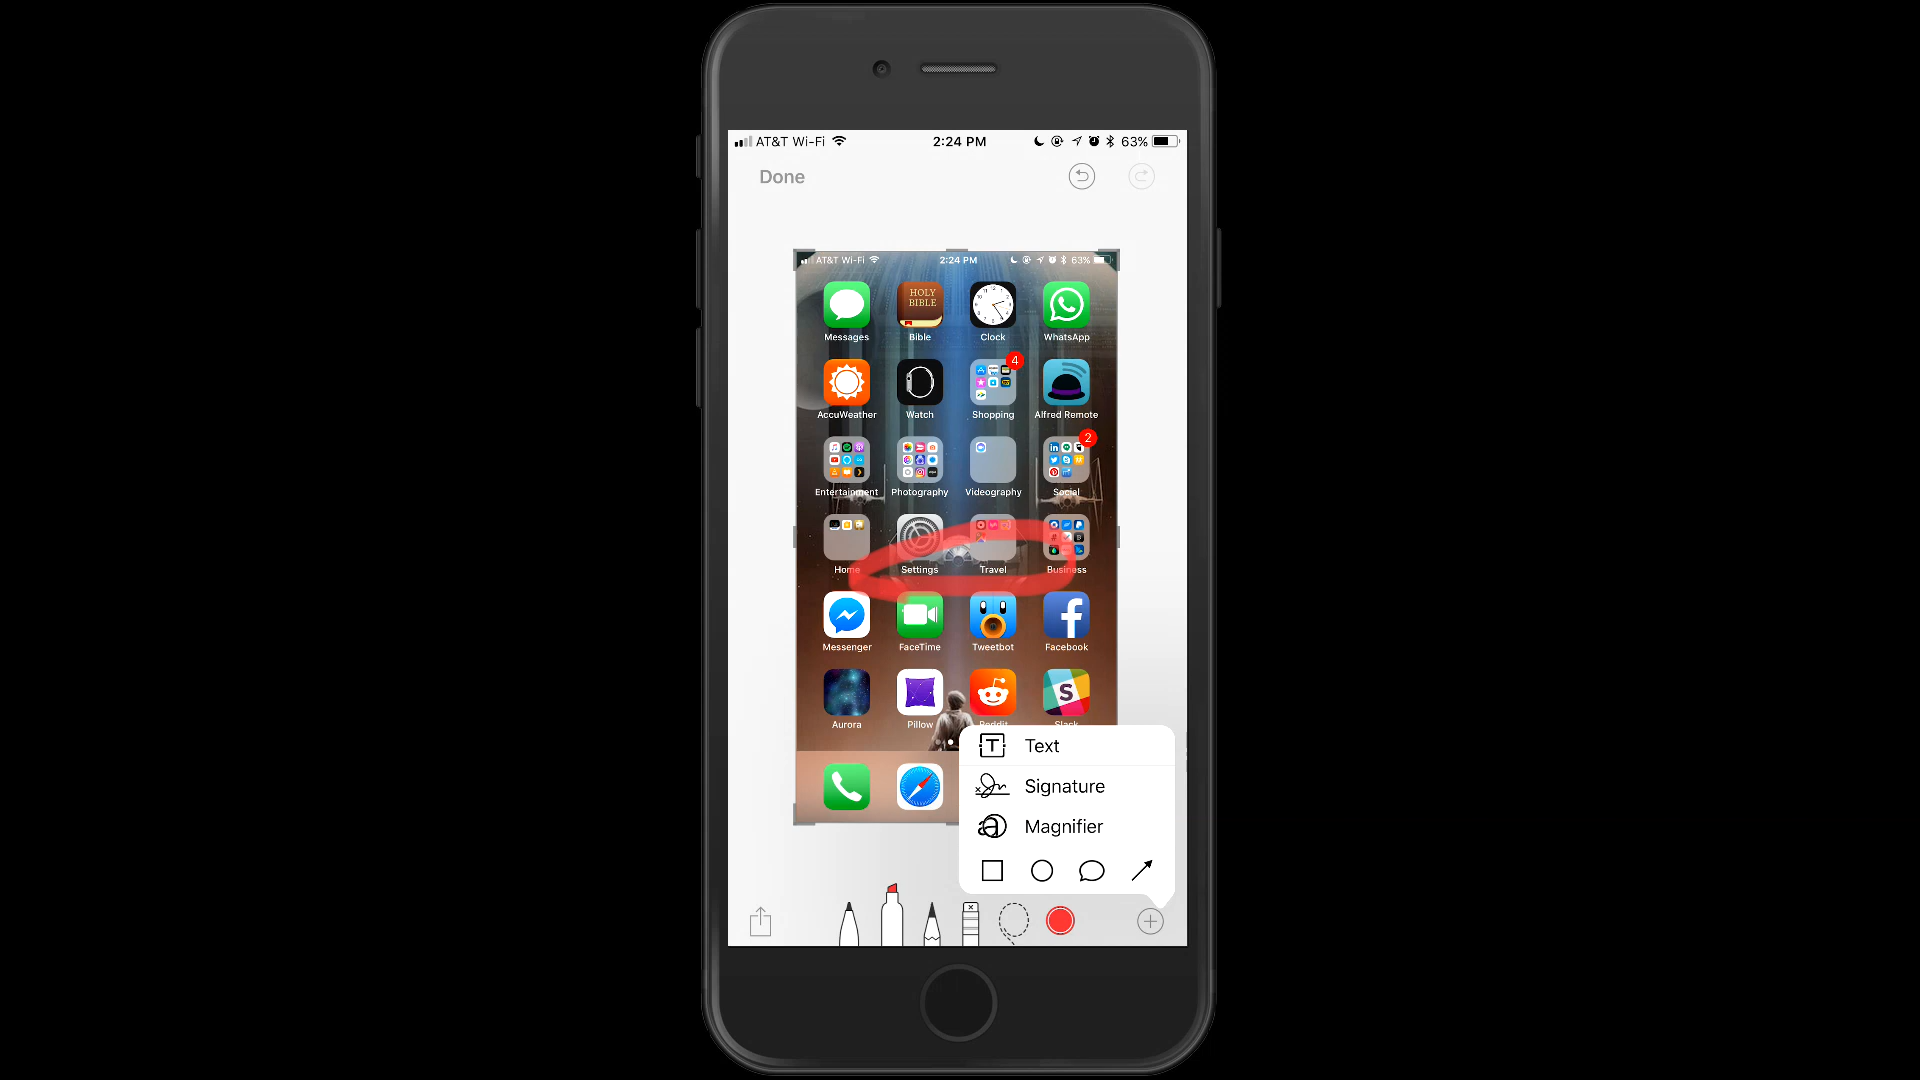 AT&T Wi-Fi 2:24 PM 63%
Done
AT&T Wi-Fi 2:24 PM 63%
HOLY
BIBLE
Messages Bible Clock WhatsApp
4
AccuWeather Watch Shopping Alfred Remote
2
Entertainment Photography Videography Social
Home Settings Travel Business
Messenger FaceTime Tweetbot Facebook
S
Aurora Pillow Reddit Slack
T Text
x Signature
a Magnifier